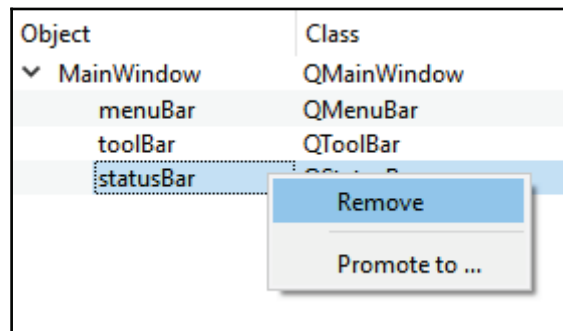 Object Class
MainWindow QMainWindow
menuBar QMenuBar
toolBar QToolBar
statusBar
Remove
Promote to ...